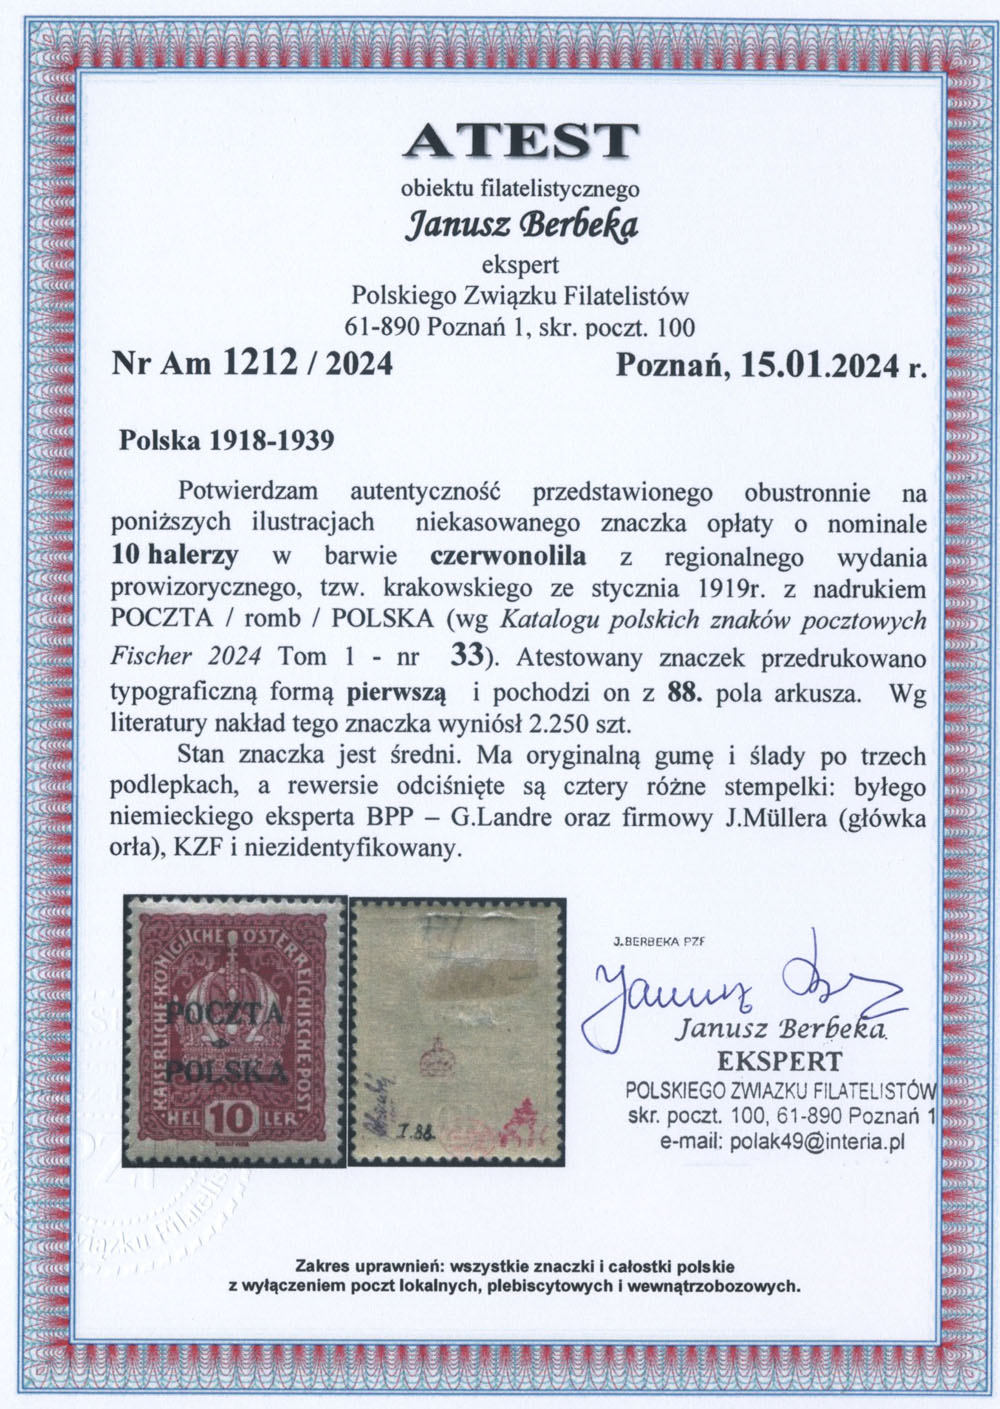 ATEST
obiektu filatelistycznego
Janusz Berbeka
ekspert
Polskiego Związku Filatelistów
61-890 Poznań 1, skr. poczt. 100
Nr Am 1212 / 2024 Poznań, 15.01.2024 r.
Polska 1918-1939
Potwierdzam autentyczność przedstawionego obustronnie na
poniższych ilustracjach niekasowanego znaczka opłaty o nominale
10 halerzy w barwie czerwonolila z regionalnego wydania
prowizorycznego, tzw. krakowskiego ze stycznia 1919r. z nadrukiem
POCZTA / romb / POLSKA (wg Katalogu polskich znaków pocztowych
Fischer 2024 Tom 1 - nr 33). Atestowany znaczek przedrukowano
typograficzną formą pierwszą i pochodzi on z 88. pola arkusza. Wg
literatury nakład tego znaczka wyniósł 2.250 szt.
Stan znaczka jest średni. Ma oryginalną gumę i ślady po trzech
podlepkach, a rewersie odciśnięte są cztery różne stempelki: byłego
niemieckiego eksperta BPP – G.Landre oraz firmowy J.Müllera (główka
orła), KZF i niezidentyfikowany.
KAISERLICHE KÖNIGLICHE ÖSTERREICHISCHE POST
POCZTA
POLSKA
HEL 10 LER
I.88.
J.BERBEKA PZF
Janusz Berbeka
EKSPERT
POLSKIEGO ZWIAZKU FILATELISTÓW
skr. poczt. 100, 61-890 Poznań 1
e-mail: polak49@interia.pl
Związku Filatelis
Zakres uprawnień: wszystkie znaczki i całostki polskie
z wyłączeniem poczt lokalnych, plebiscytowych i wewnątrzobozowych.